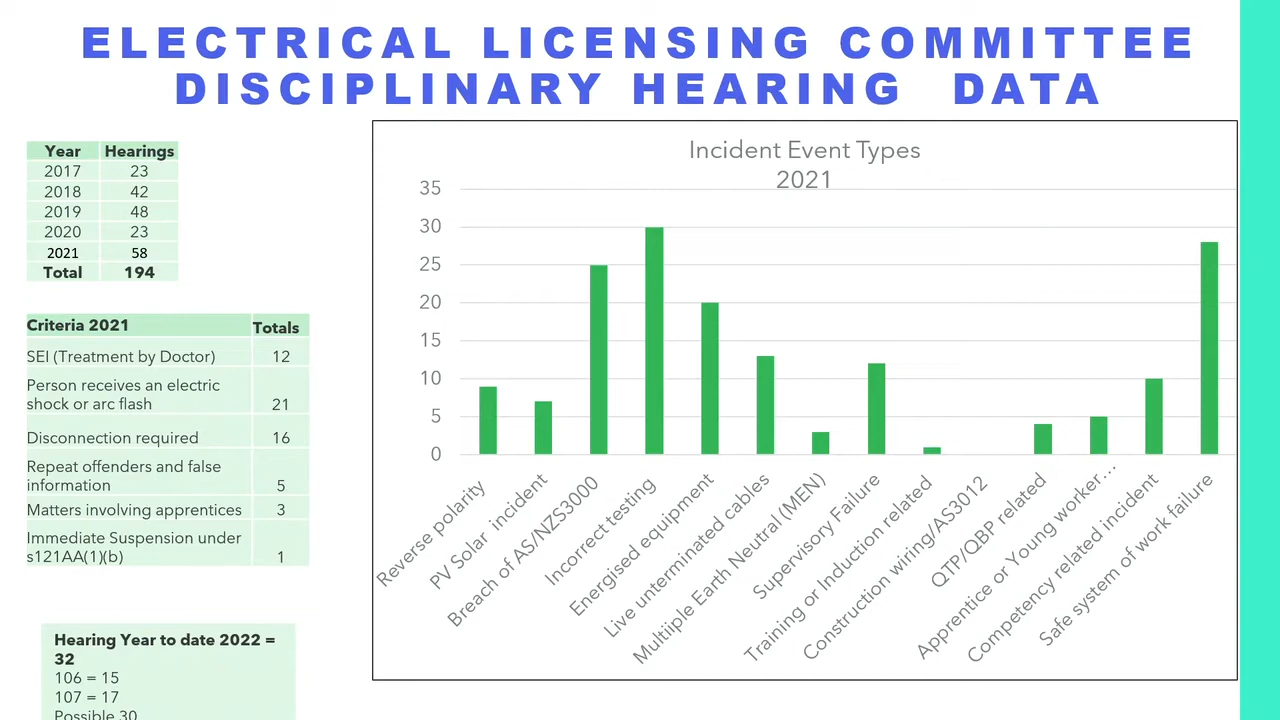 ELECTRICAL LICENSING COMMITTEE
DISCIPLINARY HEARING DATA
Year Hearings
2017 23
2018 42
2019 48
2020 23
2021 58
Total 194
Criteria 2021 Totals
SEI (Treatment by Doctor) 12
Person receives an electric
shock or arc flash 21
Disconnection required 16
Repeat offenders and false
information 5
Matters involving apprentices 3
Immediate Suspension under
s121AA(1)(b) 1
Hearing Year to date 2022 =
32
106 = 15
107 = 17
Possible 30
Incident Event Types
2021
35
30
25
20
15
10
5
0
Reverse polarity
PV Solar incident
Breach of AS/NZS3000
Incorrect testing
Energised equipment
Live unterminated cables
Multiiple Earth Neutral (MEN)
Supervisory Failure
Training or Induction related
Construction wiring/AS3012
QTP/QBP related
Apprentice or Young worker…
Competency related incident
Safe system of work failure